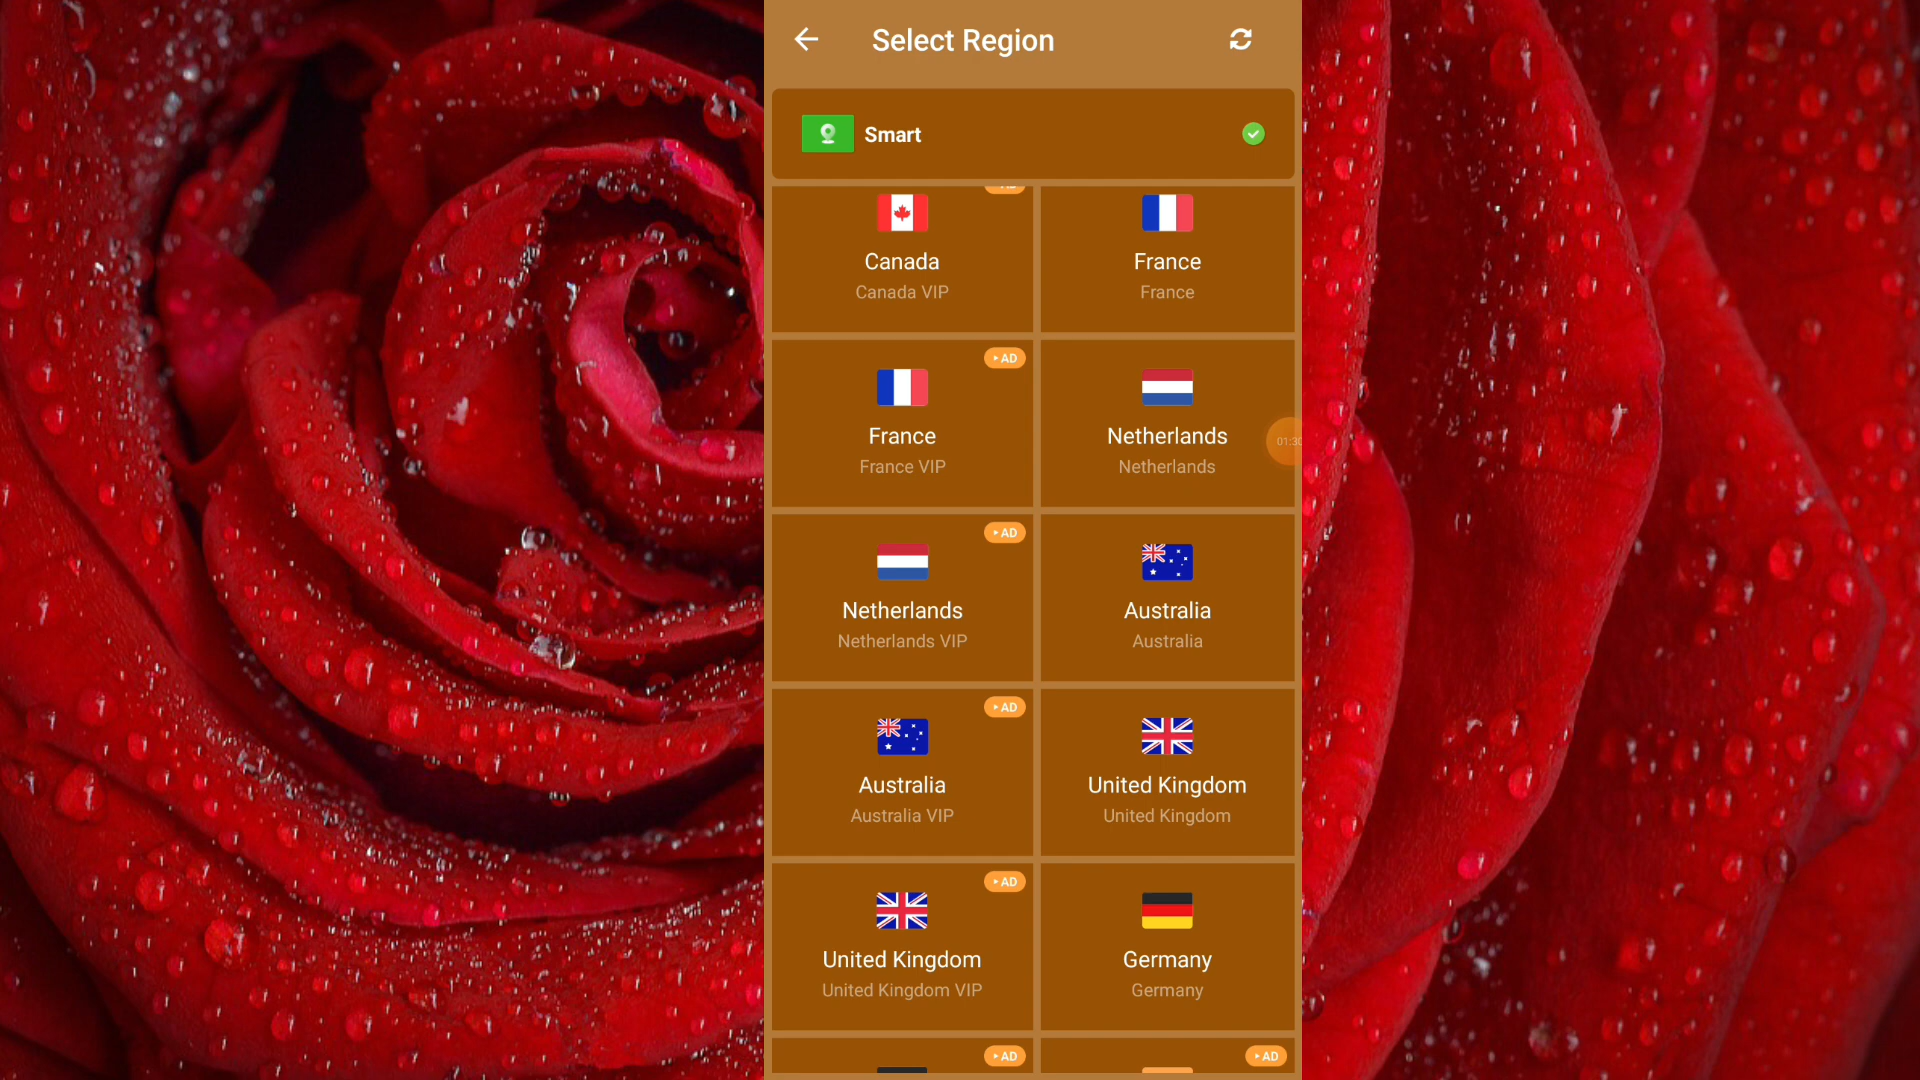 Select Region
Smart
Canada
Canada VIP
France
France
AD
France
France VIP
Netherlands
Netherlands
01:30
AD
Netherlands
Netherlands VIP
Australia
Australia
AD
Australia
Australia VIP
United Kingdom
United Kingdom
AD
United Kingdom
United Kingdom VIP
Germany
Germany
AD
AD